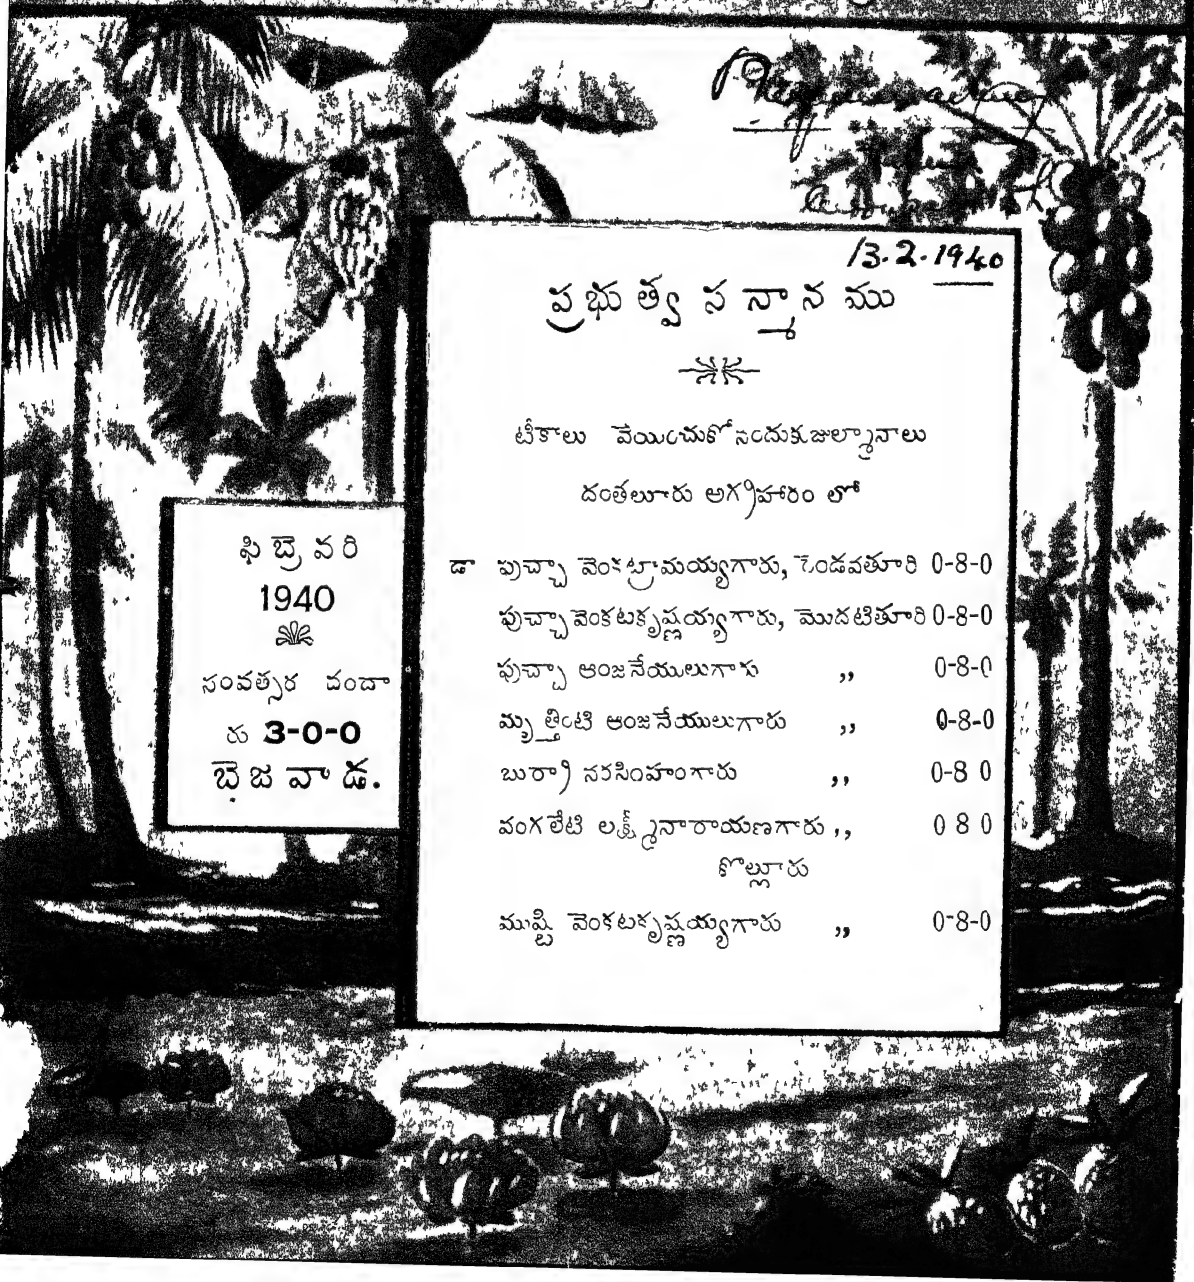 13.2.1940
ప్రభుత్వ సన్మానము
టీకాలు వేయించుకోనందుకుజుల్మానాలు
దంతలూరు అగ్రహారం లో
డా పుచ్చా వెంకట్రామయ్యగారు, రెండవతూరి 0-8-0
పుచ్చావెంకటకృష్ణయ్యగారు, మొదటితూరి 0-8-0
పుచ్చా ఆంజనేయులుగారు ,, 0-8-0
మృత్తింటి ఆంజనేయులుగారు ,, 0-8-0
బుర్రా నరసింహంగారు ,, 0-8 0
వంగలేటి లక్ష్మీనారాయణగారు ,, 0 8 0
కొల్లూరు
ముష్టి వెంకటకృష్ణయ్యగారు ,, 0-8-0
ఫిబ్రెవరి
1940
సంవత్సర చందా
రు 3-0-0
బెజవాడ.